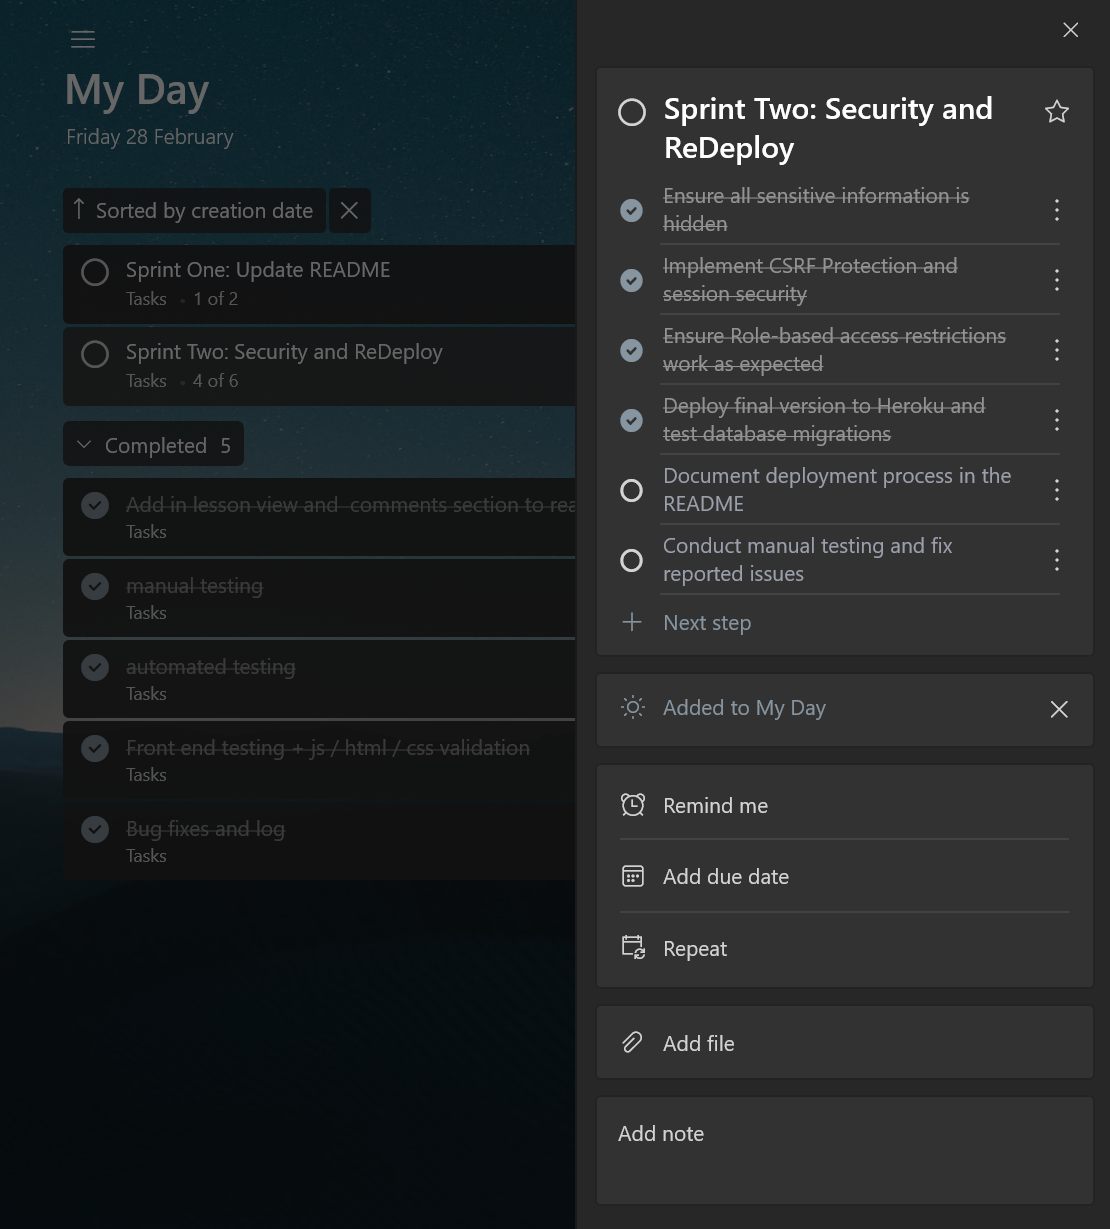 My Day
Friday 28 February
Sorted by creation date
Sprint One: Update README
Tasks • 1 of 2
Sprint Two: Security and ReDeploy
Tasks • 4 of 6
Completed 5
Add in lesson view and comments section to rea
Tasks
manual testing
Tasks
automated testing
Tasks
Front end testing + js / html / css validation
Tasks
Bug fixes and log
Tasks
Sprint Two: Security and
ReDeploy
Ensure all sensitive information is
hidden
Implement CSRF Protection and
session security
Ensure Role-based access restrictions
work as expected
Deploy final version to Heroku and
test database migrations
Document deployment process in the
README
Conduct manual testing and fix
reported issues
Next step
Added to My Day
Remind me
Add due date
Repeat
Add file
Add note